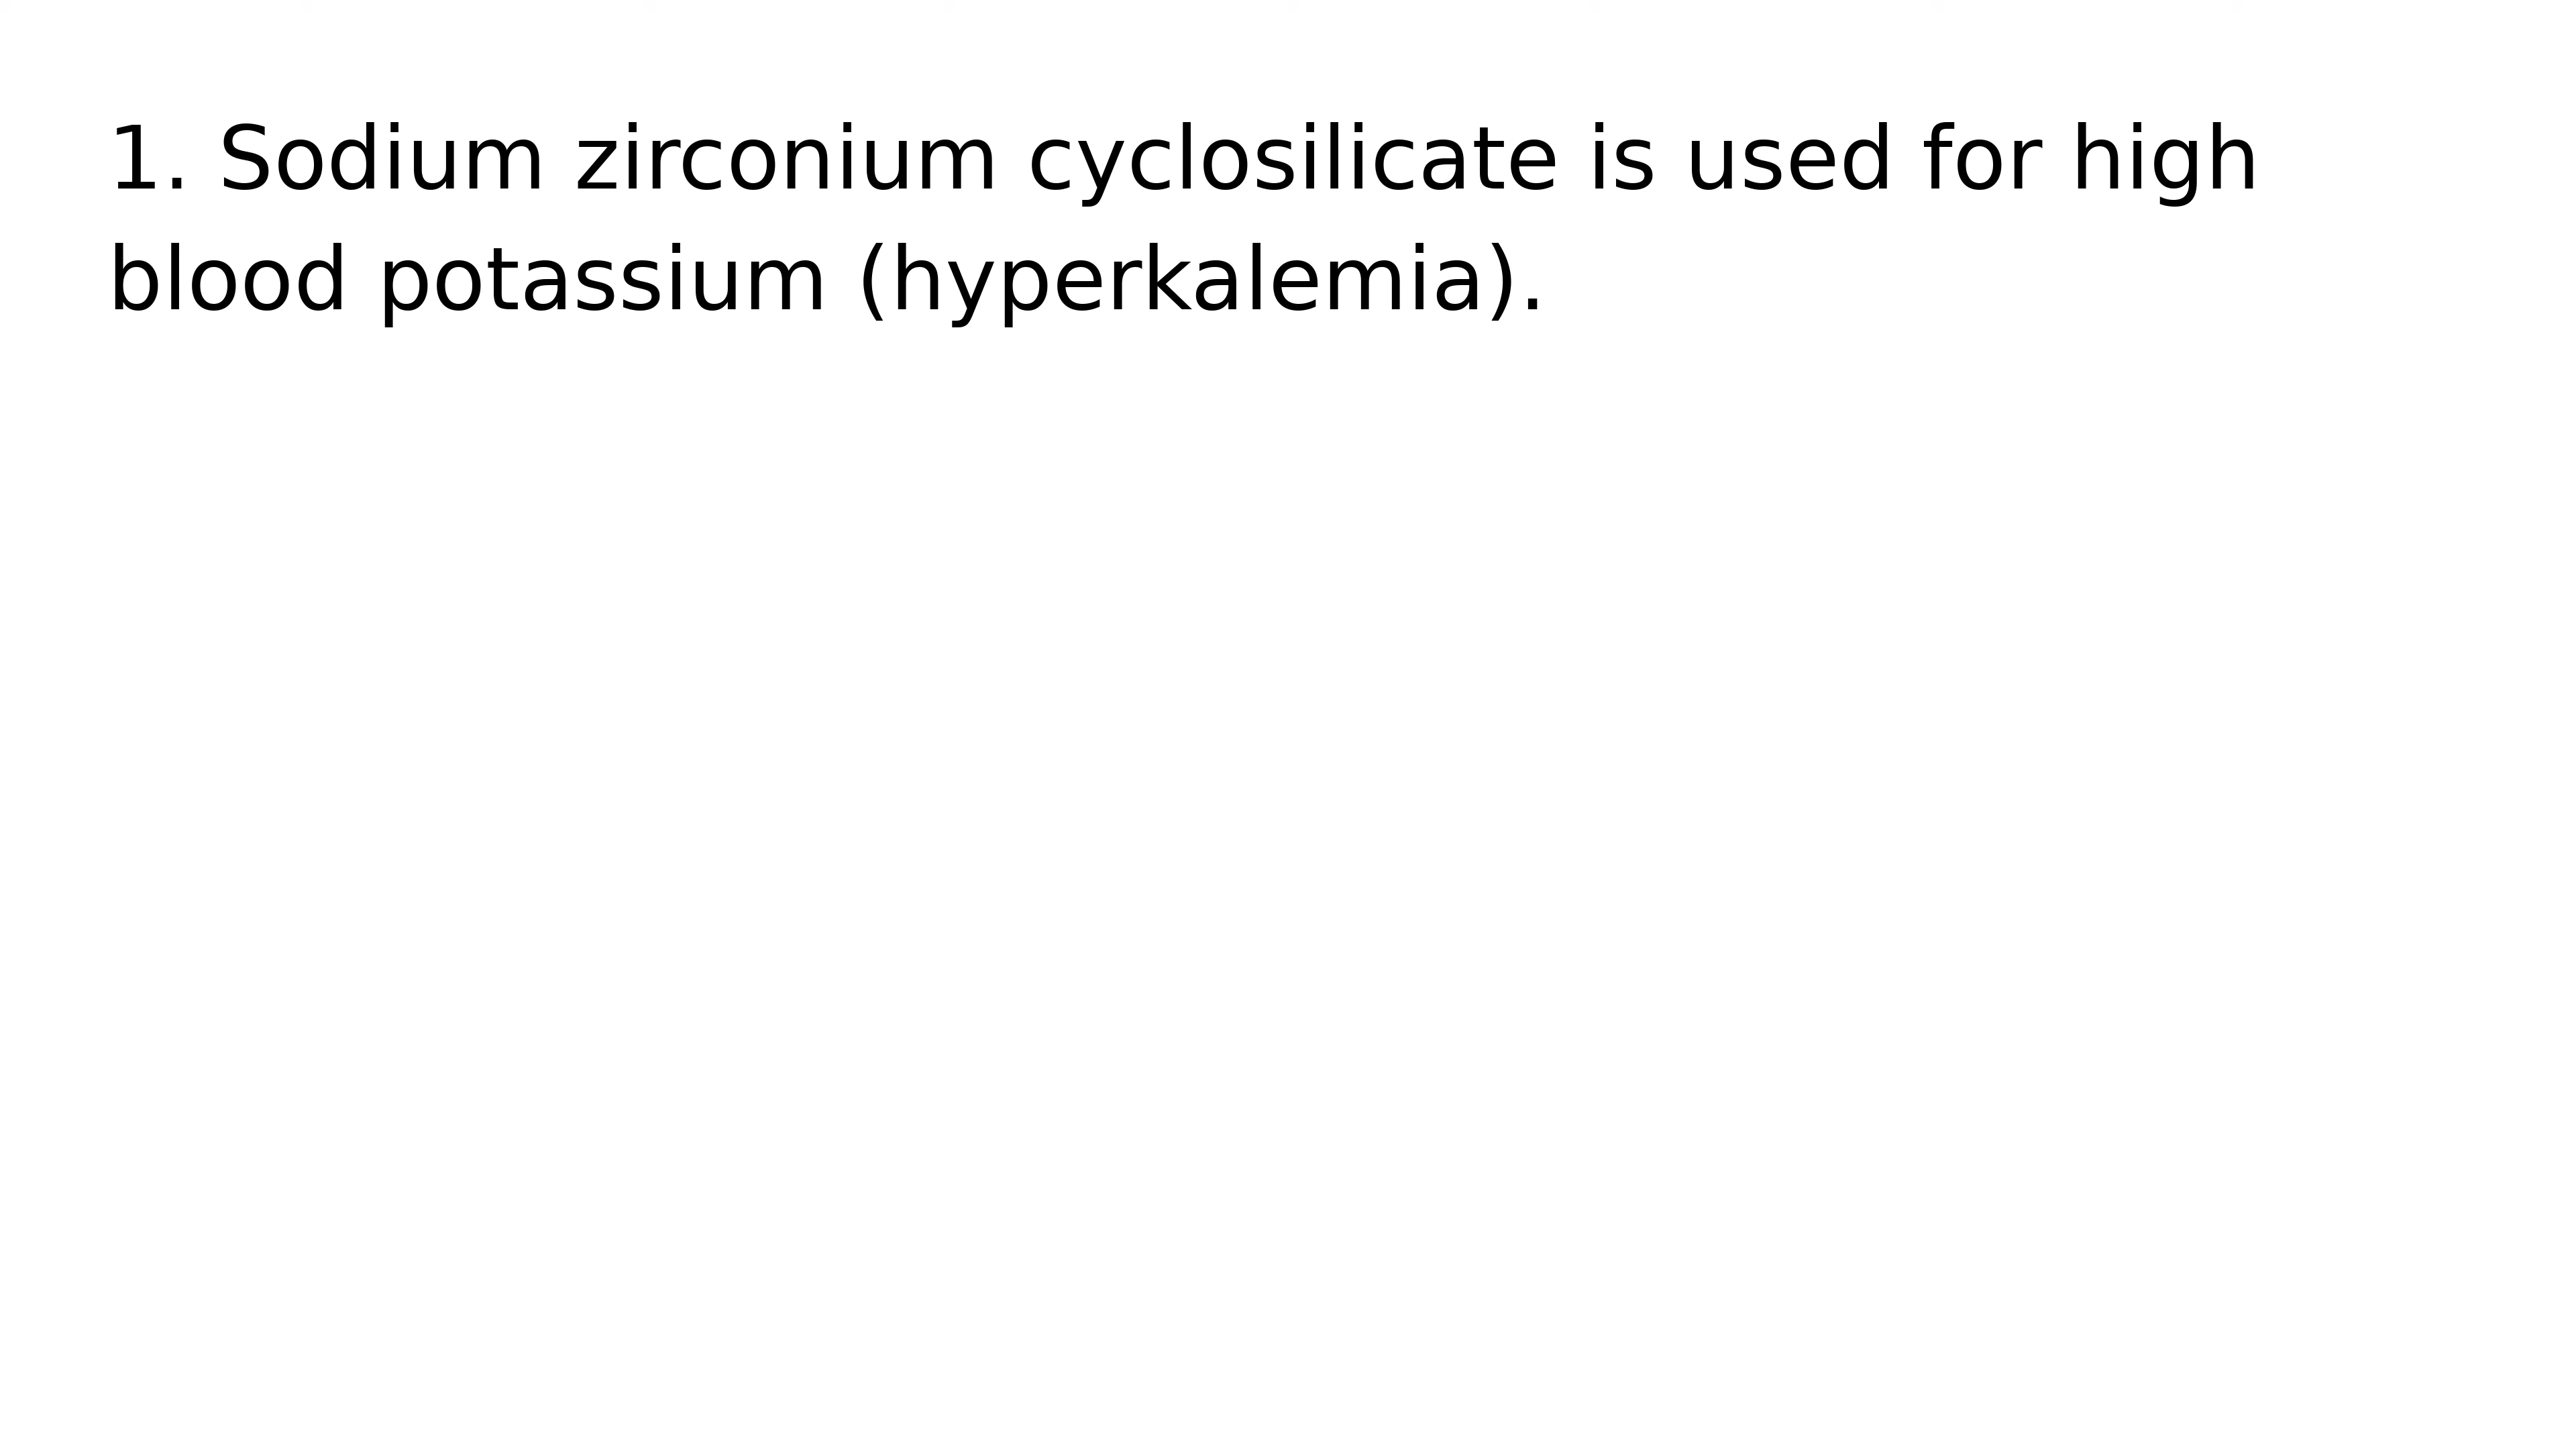 1. Sodium zirconium cyclosilicate is used for high
blood potassium (hyperkalemia).